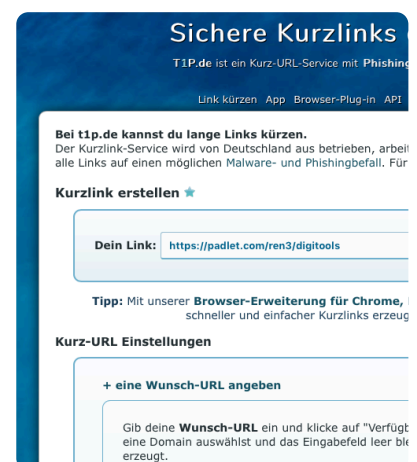 Sichere Kurzlinks
T1P.de ist ein Kurz-URL-Service mit Phishing
Link kürzen App Browser-Plug-in API
Bei t1p.de kannst du lange Links kürzen.
Der Kurzlink-Service wird von Deutschland aus betrieben, arbeit
alle Links auf einen möglichen Malware- und Phishingbefall. Für
Kurzlink erstellen
Dein Link: https://padlet.com/ren3/digitools
Tipp: Mit unserer Browser-Erweiterung für Chrome,
schneller und einfacher Kurzlinks erzeug
Kurz-URL Einstellungen
+ eine Wunsch-URL angeben
Gib deine Wunsch-URL ein und klicke auf "Verfügb
eine Domain auswählst und das Eingabefeld leer ble
erzeugt.